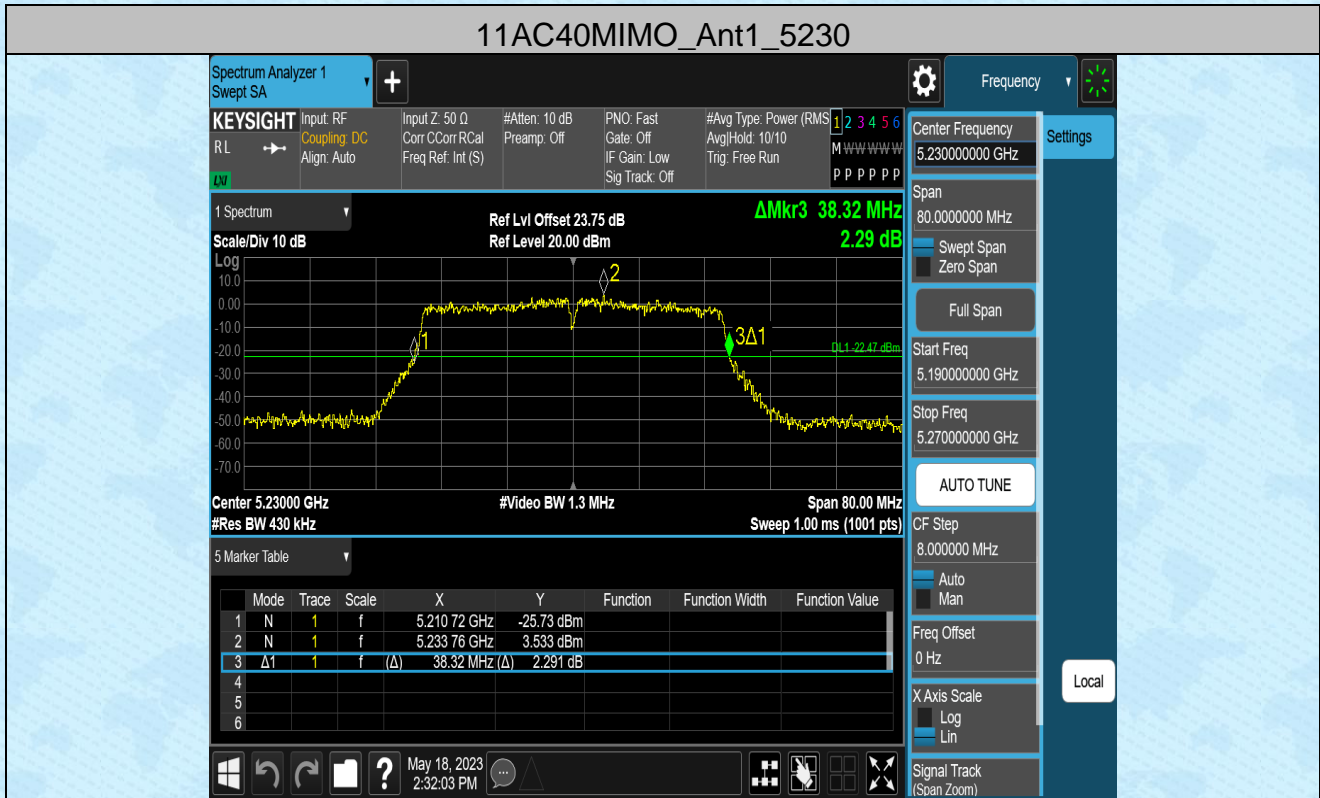 11AC40MIMO_Ant1_5230
Spectrum Analyzer 1
Swept SA
Frequency
KEYSIGHT
RL
LXI
Input: RF
Coupling: DC
Align: Auto
Input Z: 50 Ω
Corr CCorr RCal
Freq Ref: Int (S)
#Atten: 10 dB
Preamp: Off
PNO: Fast
Gate: Off
IF Gain: Low
Sig Track: Off
#Avg Type: Power (RMS
Avg|Hold: 10/10
Trig: Free Run
1 2 3 4 5 6
M W W W W W
P P P P P P
1 Spectrum
Scale/Div 10 dB
Log
Ref Lvl Offset 23.75 dB
Ref Level 20.00 dBm
ΔMkr3 38.32 MHz
2.29 dB
10.0
0.00
-10.0
-20.0
-30.0
-40.0
-50.0
-60.0
-70.0
1
2
3Δ1
DL1 -22.47 dBm
Center 5.23000 GHz
#Res BW 430 kHz
#Video BW 1.3 MHz
Span 80.00 MHz
Sweep 1.00 ms (1001 pts)
5 Marker Table
Mode Trace Scale X Y Function Function Width Function Value
1 N 1 f 5.210 72 GHz -25.73 dBm
2 N 1 f 5.233 76 GHz 3.533 dBm
3 Δ1 1 f (Δ) 38.32 MHz (Δ) 2.291 dB
4
5
6
?
May 18, 2023
2:32:03 PM
Center Frequency
5.230000000 GHz
Settings
Span
80.0000000 MHz
Swept Span
Zero Span
Full Span
Start Freq
5.190000000 GHz
Stop Freq
5.270000000 GHz
AUTO TUNE
CF Step
8.000000 MHz
Auto
Man
Freq Offset
0 Hz
X Axis Scale
Log
Lin
Local
Signal Track
(Span Zoom)